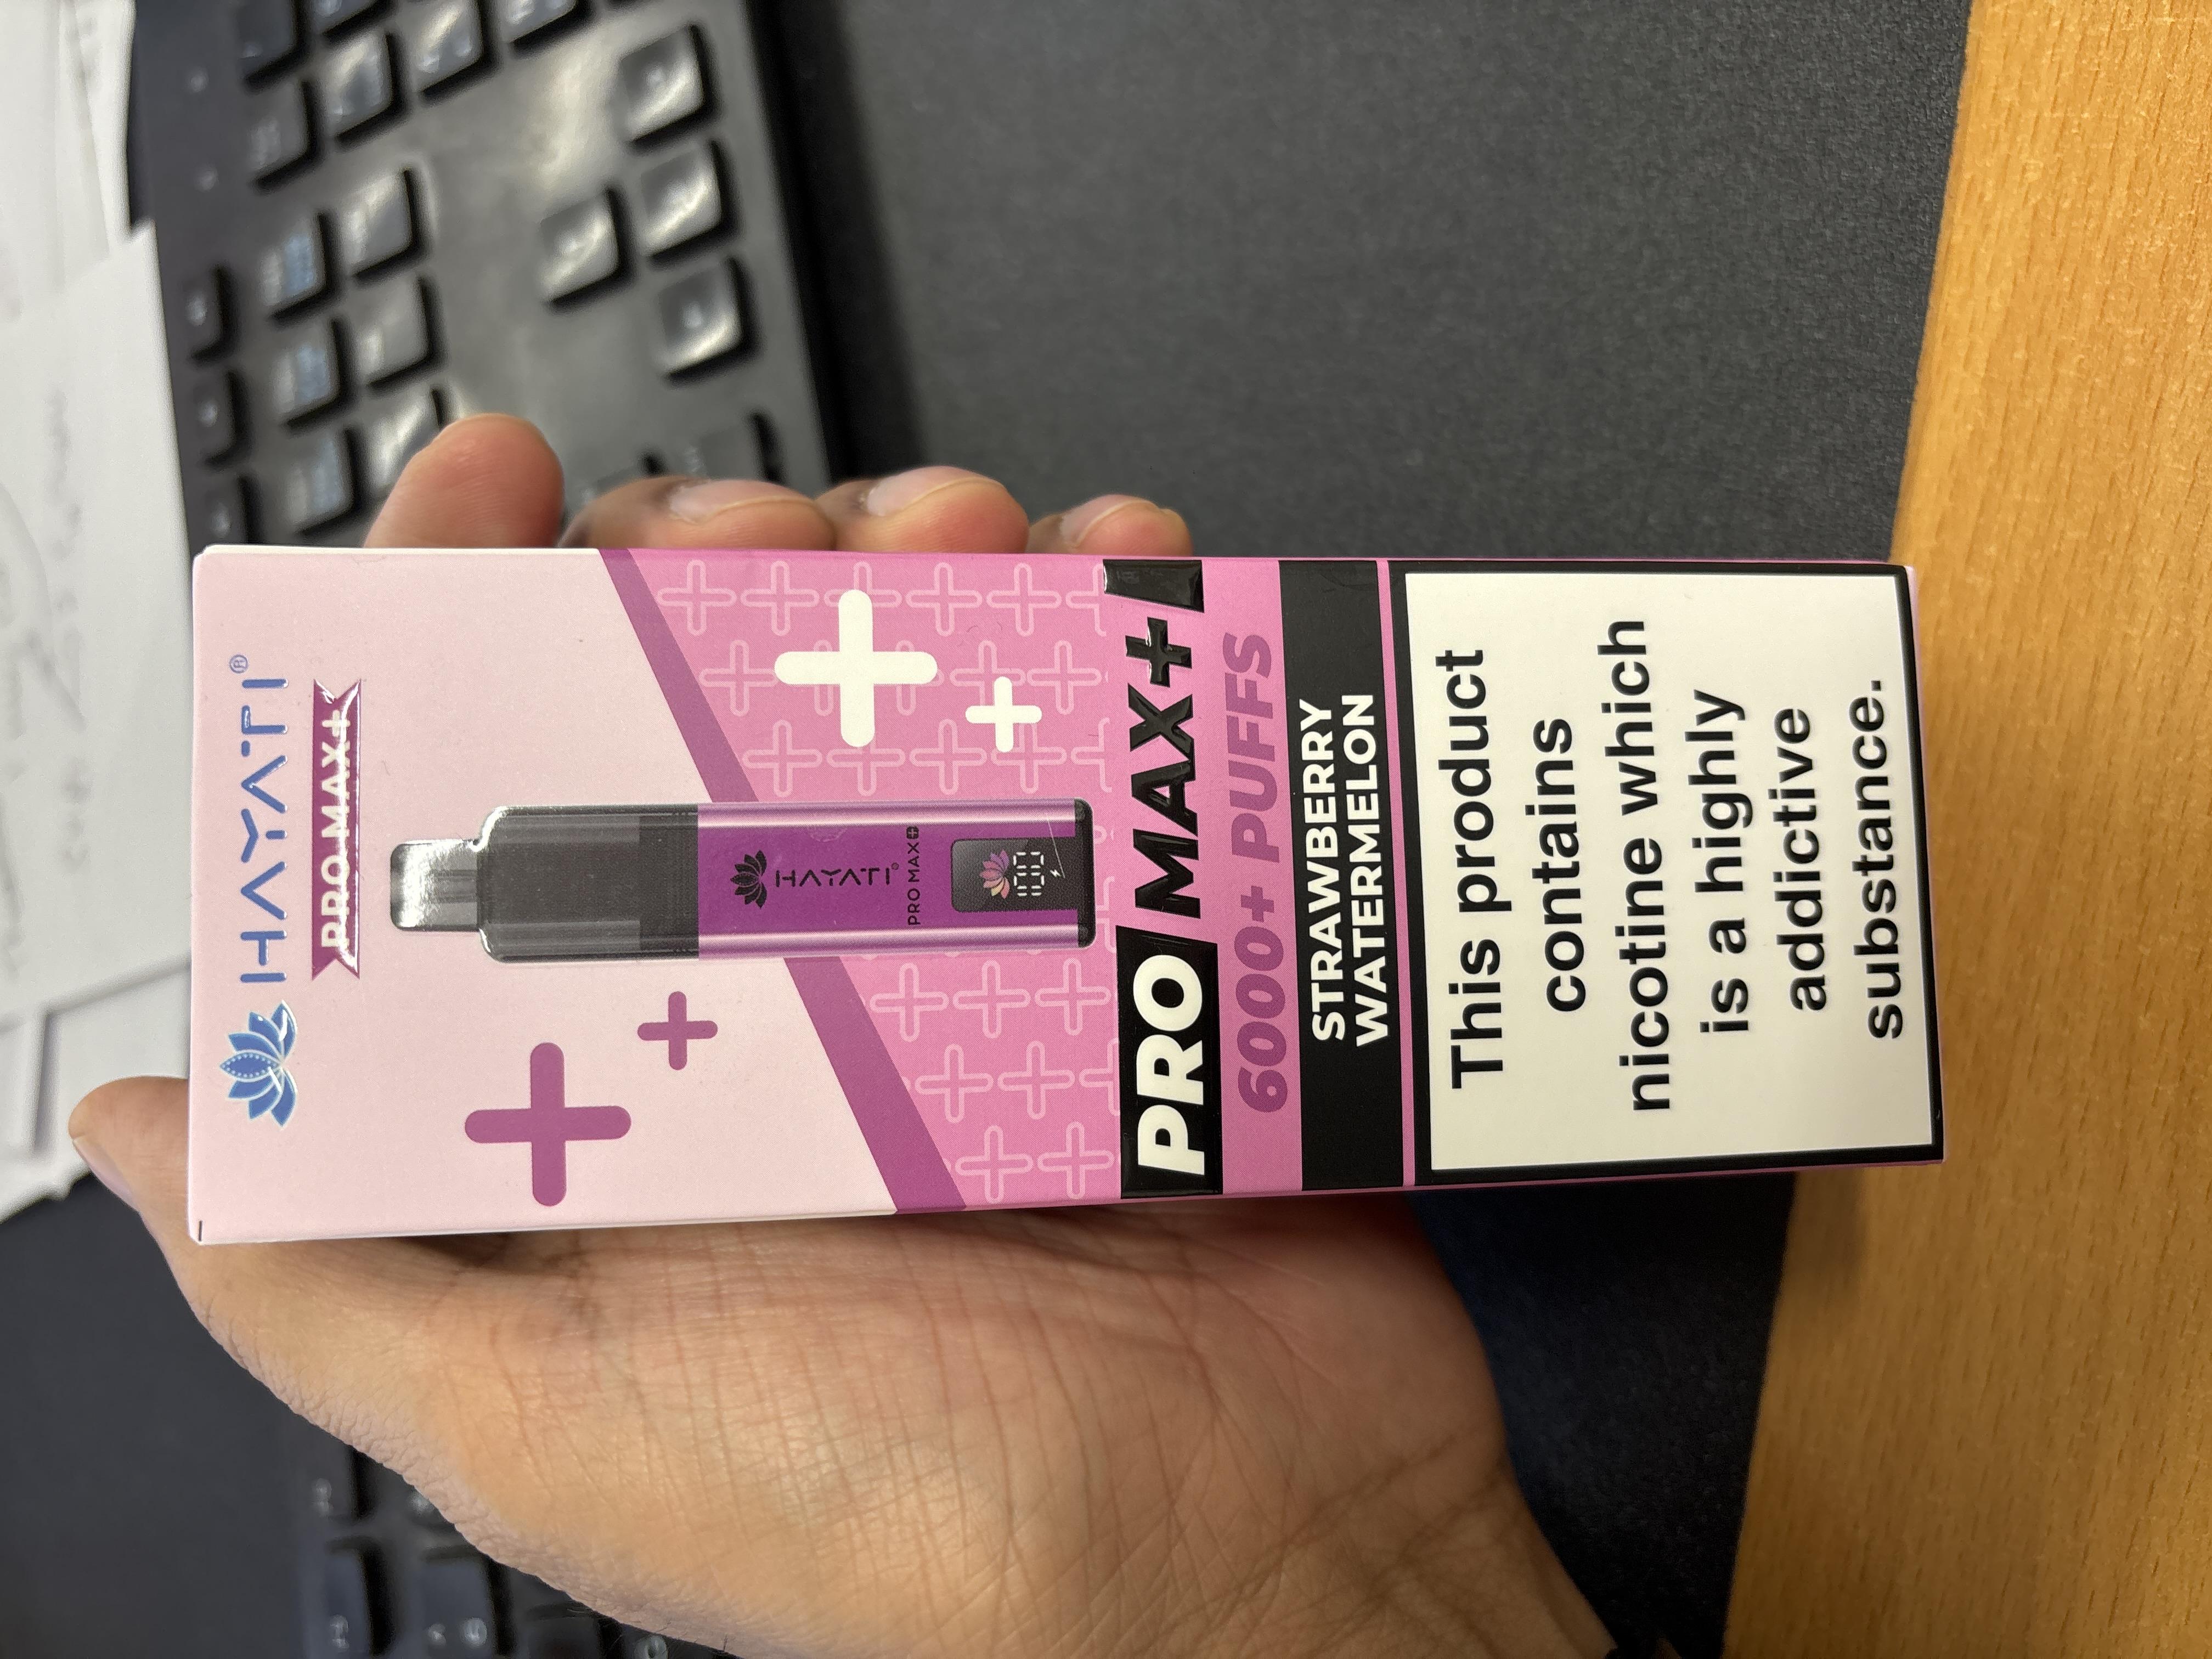 HAYATI®
PRO MAX+
HAYATI®
PRO MAX+
PRO MAX+
6000+ PUFFS
STRAWBERRY
WATERMELON
This product
contains
nicotine which
is a highly
addictive
substance.